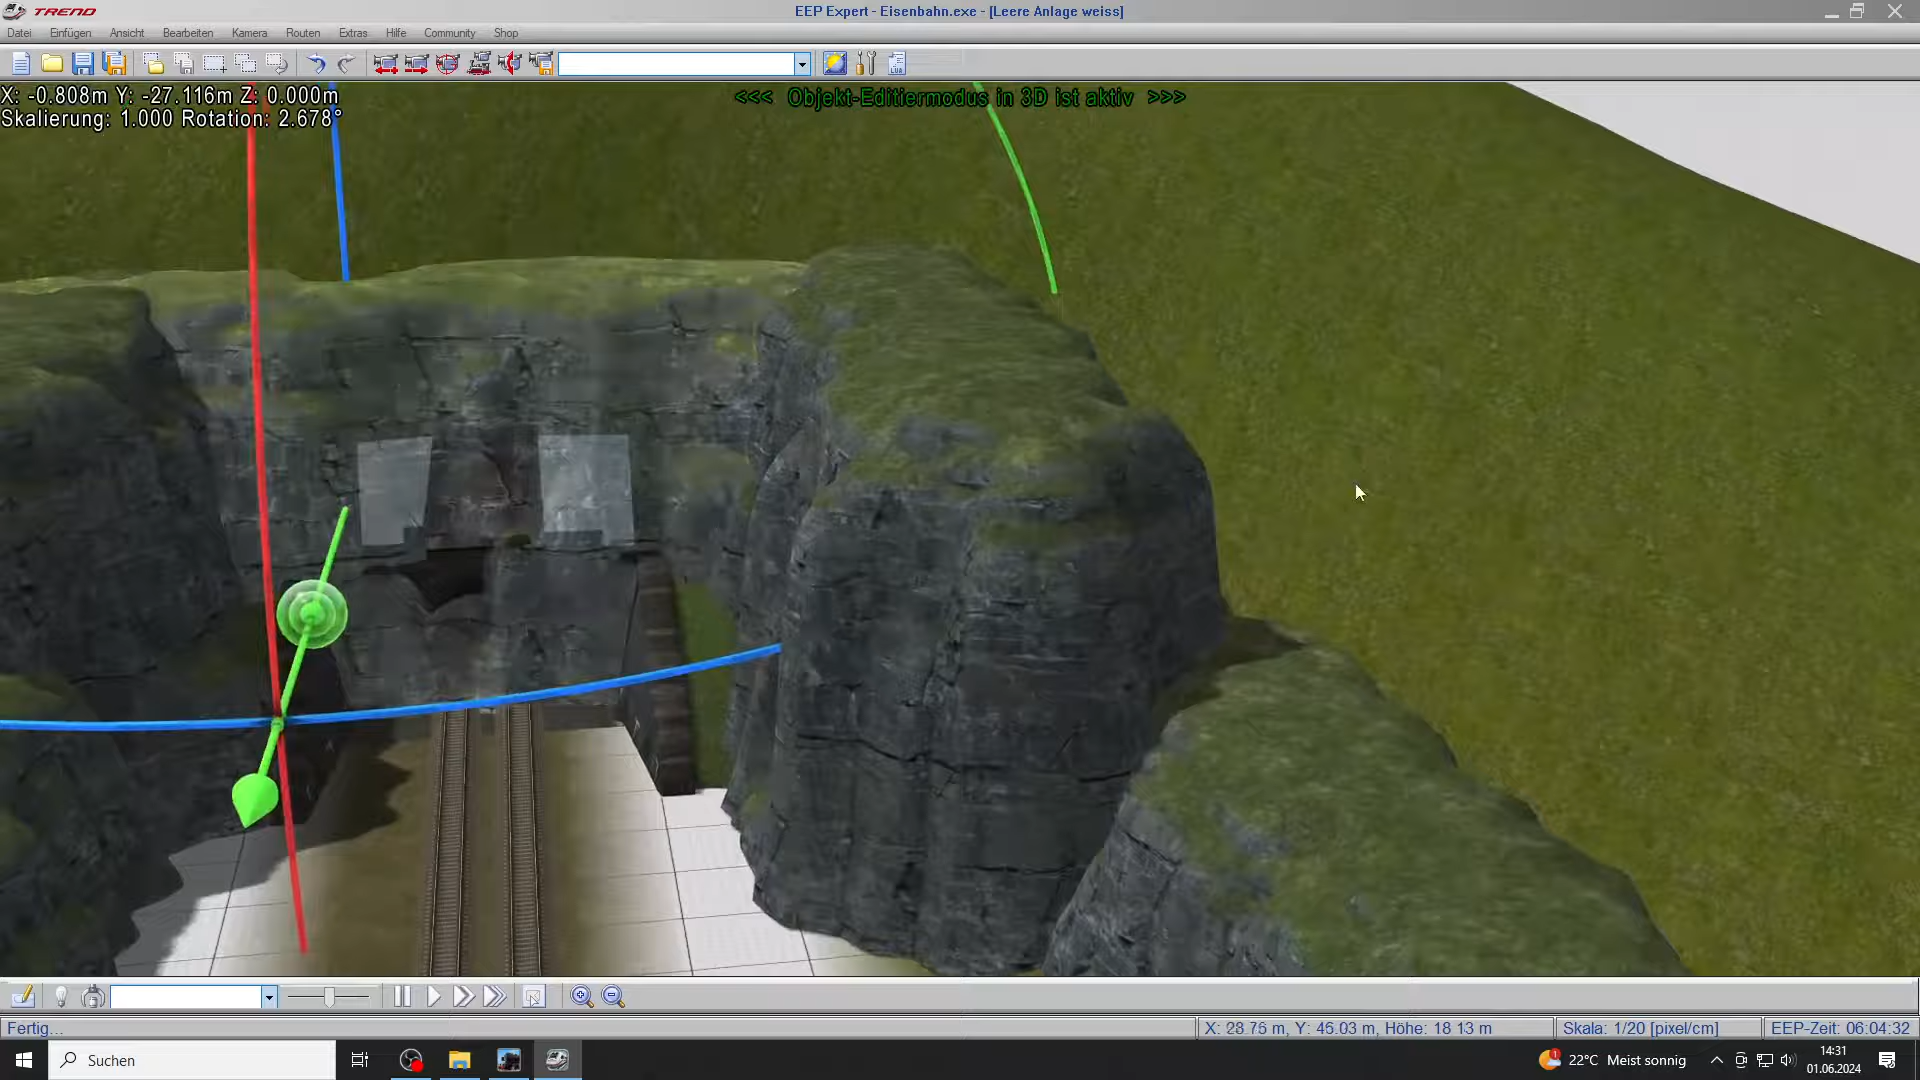 TREND
EEP Expert - Eisenbahn.exe - [Leere Anlage weiss]
Datei Einfügen Ansicht Bearbeiten Kamera Routen Extras Hilfe Community Shop
LUA
X: -0.808m Y: -27.116m Z: 0.000m
<<< Objekt-Editiermodus in 3D ist aktiv >>>
Skalierung: 1.000 Rotation: 2.678°
Fertig...
X: 28.75 m, Y: 45.03 m, Höhe: 18 13 m
Skala: 1/20 [pixel/cm]
EEP-Zeit: 06:04:32
Suchen
1
22°C Meist sonnig
14:31
01.06.2024